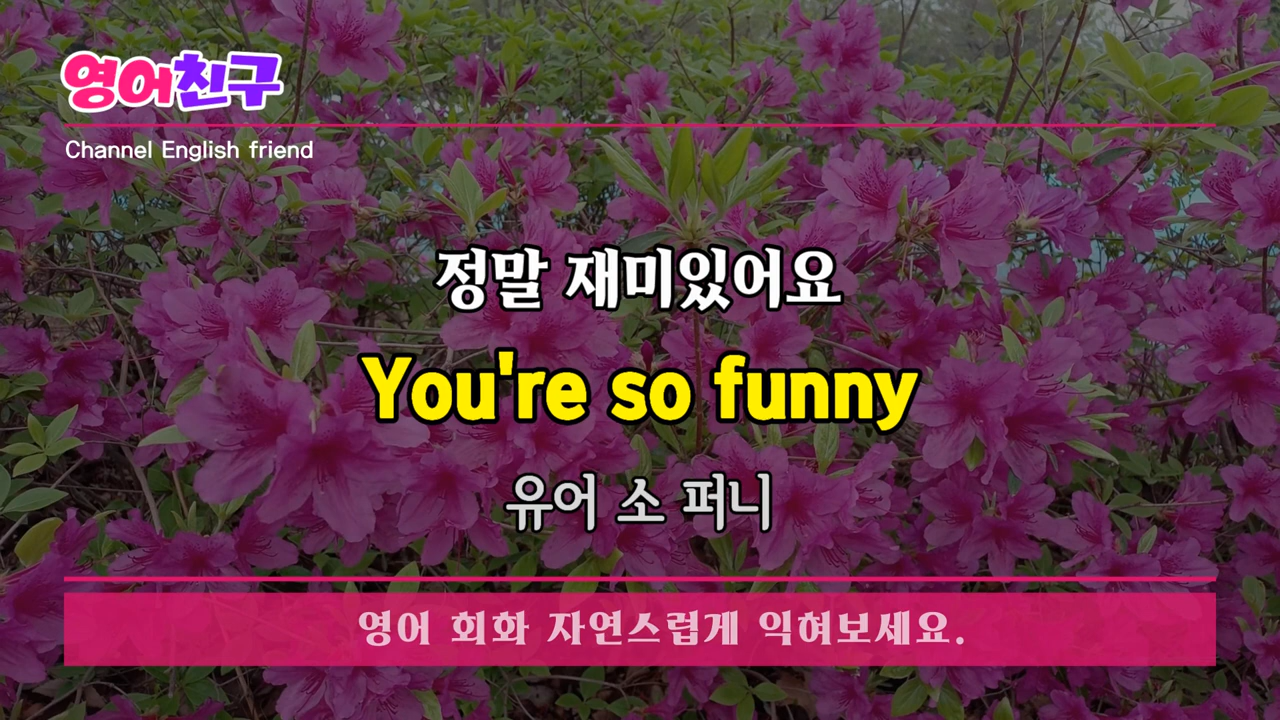 영어친구
Channel English friend
정말 재미있어요
You're so funny
유어 소 퍼니
영어 회화 자연스럽게 익혀보세요.